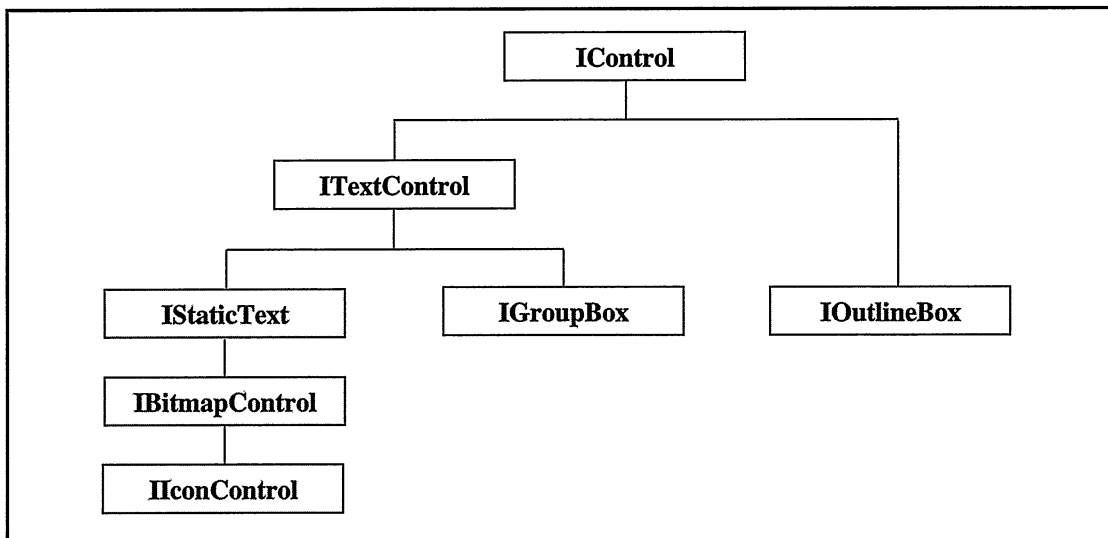 IControl
ITextControl
IStaticText
IGroupBox
IOutlineBox
IBitmapControl
IIconControl